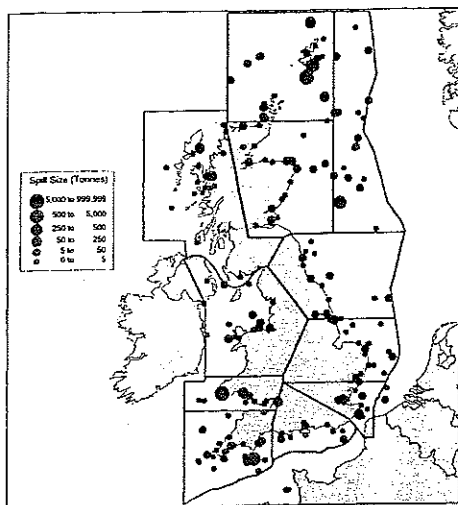 Spill Size (Tonnes)
5,000 to 999,999
500 to 5,000
250 to 500
50 to 250
5 to 50
0 to 5